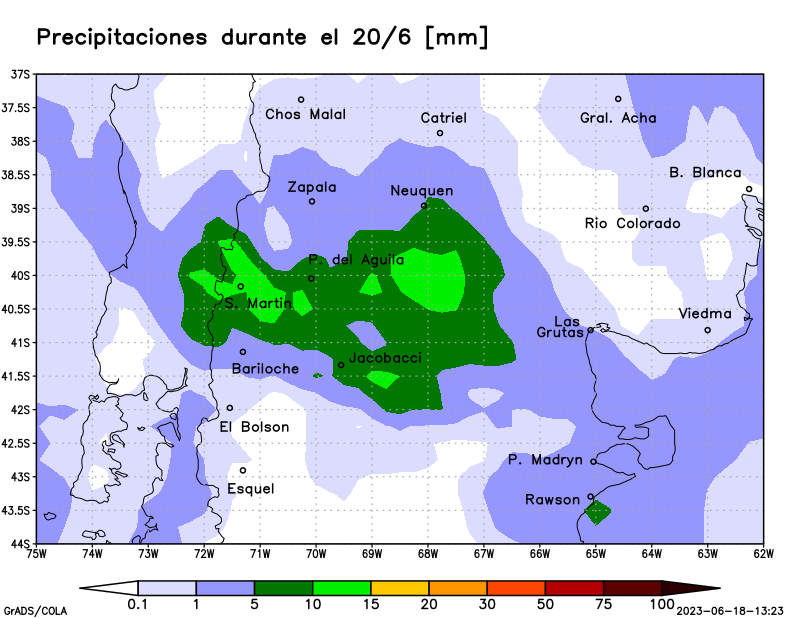 Precipitaciones durante el 20/6 [mm]
37S
37.5S
38S
38.5S
39S
39.5S
40S
40.5S
41S
41.5S
42S
42.5S
43S
43.5S
44S
Chos Malal
Catriel
Gral. Acha
B. Blanca
Zapala
Neuquen
Rio Colorado
P. del Aguila
S. Martin
Viedma
Las
Grutas
Jacobacci
Bariloche
El Bolson
P. Madryn
Esquel
Rawson
75W 74W 73W 72W 71W 70W 69W 68W 67W 66W 65W 64W 63W 62W
0.1 1 5 10 15 20 30 50 75 100
GrADS/COLA
2023-06-18-13:23